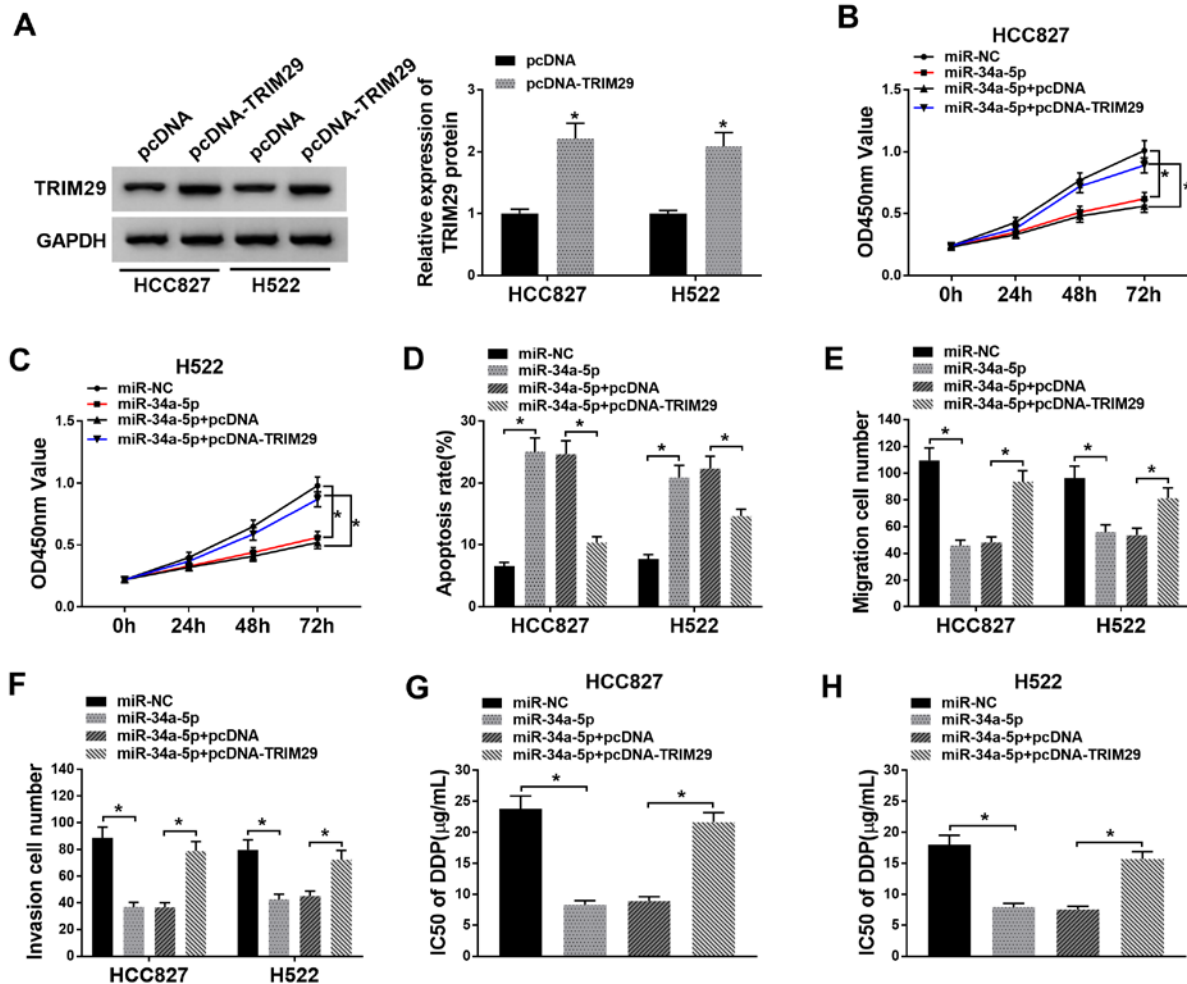 A
pcDNA
pcDNA-TRIM29
pcDNA
pcDNA-TRIM29
TRIM29
GAPDH
HCC827 H522
pcDNA
pcDNA-TRIM29
Relative expression of
TRIM29 protein
3
2
1
0
* *
HCC827 H522
B
HCC827
miR-NC
miR-34a-5p
miR-34a-5p+pcDNA
miR-34a-5p+pcDNA-TRIM29
OD450nm Value
1.5
1.0
0.5
0.0
* *
0h 24h 48h 72h
C
H522
miR-NC
miR-34a-5p
miR-34a-5p+pcDNA
miR-34a-5p+pcDNA-TRIM29
OD450nm Value
1.5
1.0
0.5
0.0
* *
0h 24h 48h 72h
D
miR-NC
miR-34a-5p
miR-34a-5p+pcDNA
miR-34a-5p+pcDNA-TRIM29
Apoptosis rate(%)
30
20
10
0
* * * *
HCC827 H522
E
miR-NC
miR-34a-5p
miR-34a-5p+pcDNA
miR-34a-5p+pcDNA-TRIM29
Migration cell number
140
120
100
80
60
40
20
0
* * * *
HCC827 H522
F
miR-NC
miR-34a-5p
miR-34a-5p+pcDNA
miR-34a-5p+pcDNA-TRIM29
Invasion cell number
140
120
100
80
60
40
20
0
* * * *
HCC827 H522
G
HCC827
miR-NC
miR-34a-5p
miR-34a-5p+pcDNA
miR-34a-5p+pcDNA-TRIM29
IC50 of DDP(μg/mL)
30
25
20
15
10
5
0
* *
H
H522
miR-NC
miR-34a-5p
miR-34a-5p+pcDNA
miR-34a-5p+pcDNA-TRIM29
IC50 of DDP(μg/mL)
30
25
20
15
10
5
0
* *